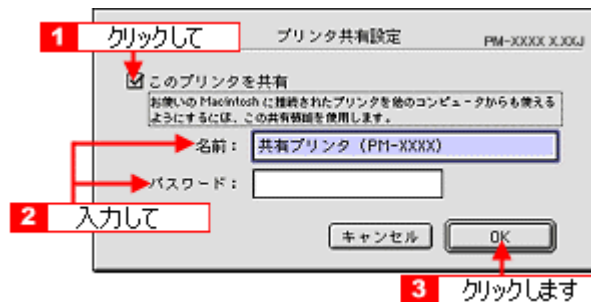 1 クリックして
プリンタ共有設定 PM-XXXX X.XXJ
このプリンタを共有
お使いの Macintosh に接続されたプリンタを他のコンピュータからも使える
ようにするには、この共有機能を使用します。
名前： 共有プリンタ（PM-XXXX）
パスワード：
2 入力して
キャンセル OK
3 クリックします